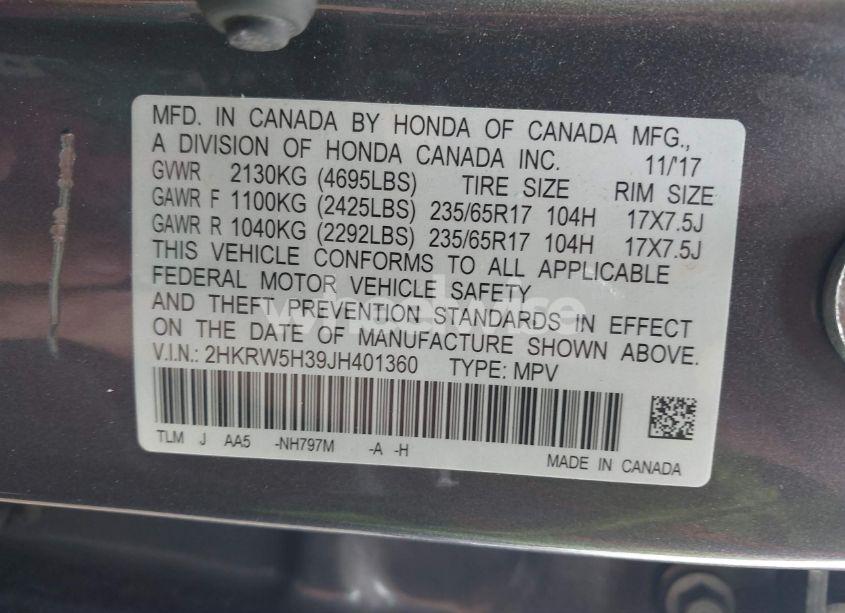 MFD. IN CANADA BY HONDA OF CANADA MFG.,
A DIVISION OF HONDA CANADA INC. 11/'17
GVWR 2130KG (4695LBS) TIRE SIZE RIM SIZE
GAWR F 1100KG (2425LBS) 235/65R17 104H 17X7.5J
GAWR R 1040KG (2292LBS) 235/65R17 104H 17X7.5J
THIS VEHICLE CONFORMS TO ALL APPLICABLE
FEDERAL MOTOR VEHICLE SAFETY
AND THEFT PREVENTION STANDARDS IN EFFECT
ON THE DATE OF MANUFACTURE SHOWN ABOVE.
V.I.N.: 2HKRW5H39JH401360 TYPE: MPV
TLM J AA5 -NH797M -A -H
MADE IN CANADA